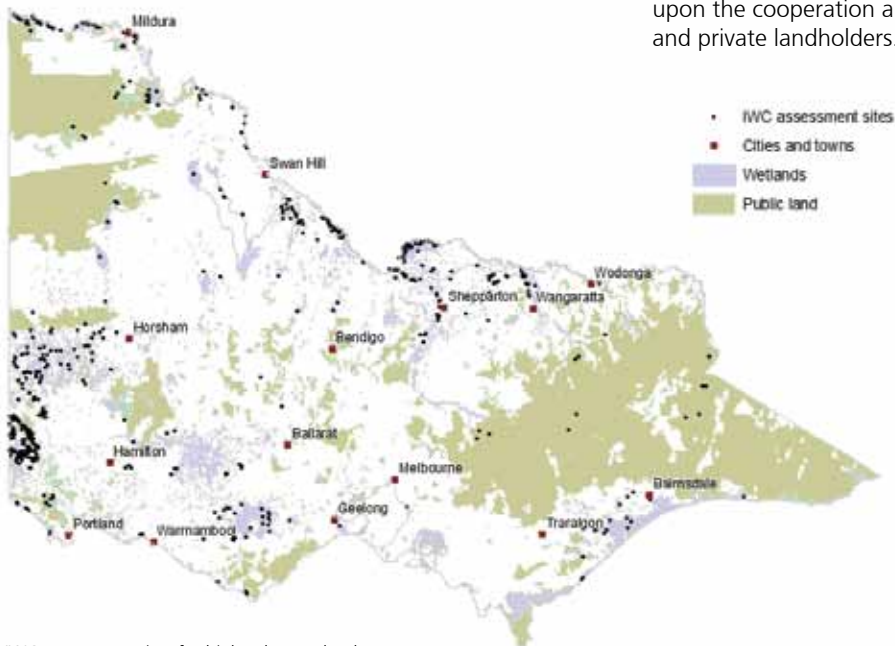 upon the cooperation a
and private landholders.
Mildura
IWC assessment sites
Cities and towns
Wetlands
Public land
Swan Hill
Wodonga
Shepparton
Wangaratta
Horsham
Bendigo
Ballarat
Hamilton
Melbourne
Bairnsdale
Geelong
Portland
Warrnambool
Traralgon